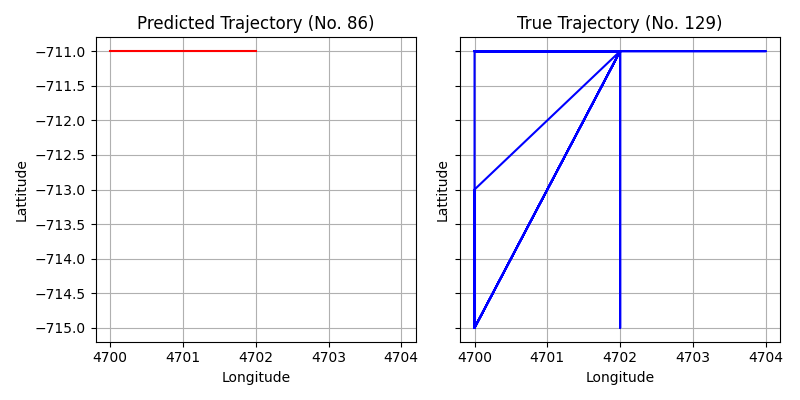 Predicted Trajectory (No. 86)
−711.0
−711.5
−712.0
−712.5
−713.0
−713.5
−714.0
−714.5
−715.0
Lattitude
4700 4701 4702 4703 4704
Longitude
True Trajectory (No. 129)
Lattitude
4700 4701 4702 4703 4704
Longitude